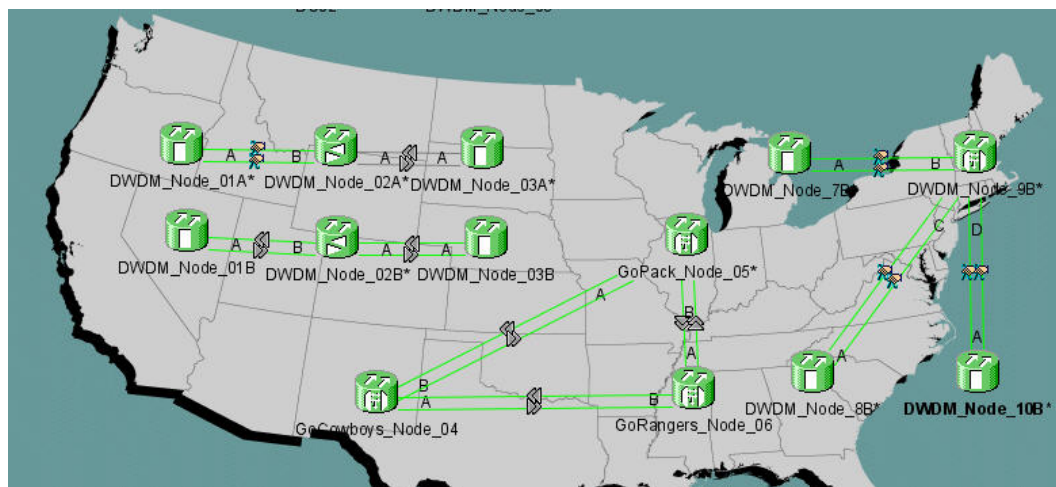 A B A A A B
DWDM_Node_01A* DWDM_Node_02A* DWDM_Node_03A* DWDM_Node_7B DWDM_Node_9B*
A B A A C D
DWDM_Node_01B DWDM_Node_02B* DWDM_Node_03B GoPack_Node_05*
A
B
A A A
B
A B
GoCowboys_Node_04 GoRangers_Node_06 DWDM_Node_8B* DWDM_Node_10B*